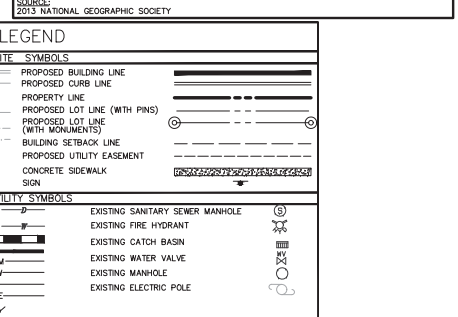 SOURCE:
2013 NATIONAL GEOGRAPHIC SOCIETY
LEGEND
ITE SYMBOLS
PROPOSED BUILDING LINE
PROPOSED CURB LINE
PROPERTY LINE
PROPOSED LOT LINE (WITH PINS)
PROPOSED LOT LINE
(WITH MONUMENTS)
BUILDING SETBACK LINE
PROPOSED UTILITY EASEMENT
CONCRETE SIDEWALK
SIGN
ILITY SYMBOLS
D
EXISTING SANITARY SEWER MANHOLE
S
W
EXISTING FIRE HYDRANT
EXISTING CATCH BASIN
WV
EXISTING WATER VALVE
EXISTING MANHOLE
E
EXISTING ELECTRIC POLE